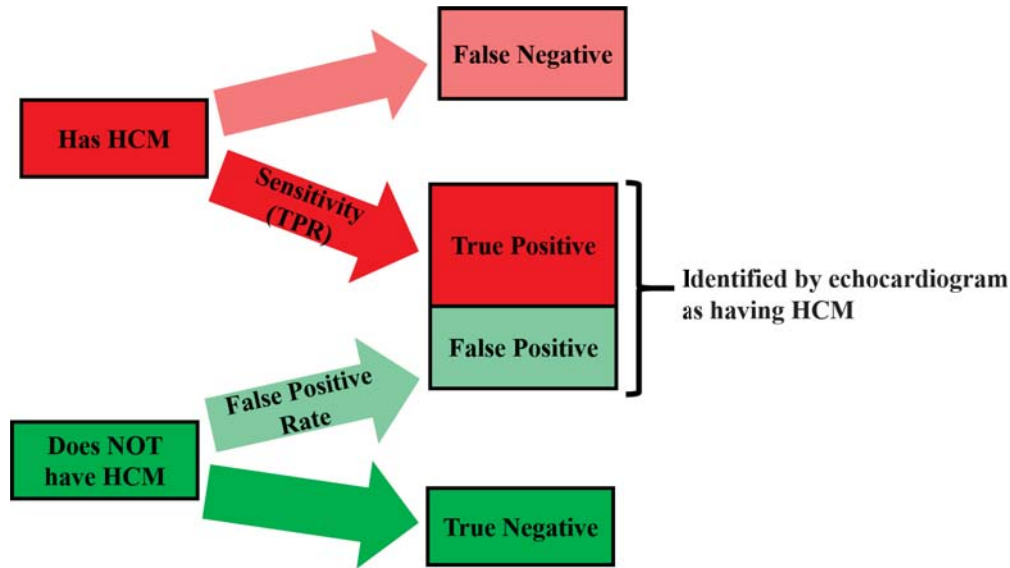 False Negative
Has HCM
Sensitivity
(TPR)
True Positive
Identified by echocardiogram
as having HCM
False Positive
False Positive
Rate
Does NOT
have HCM
True Negative